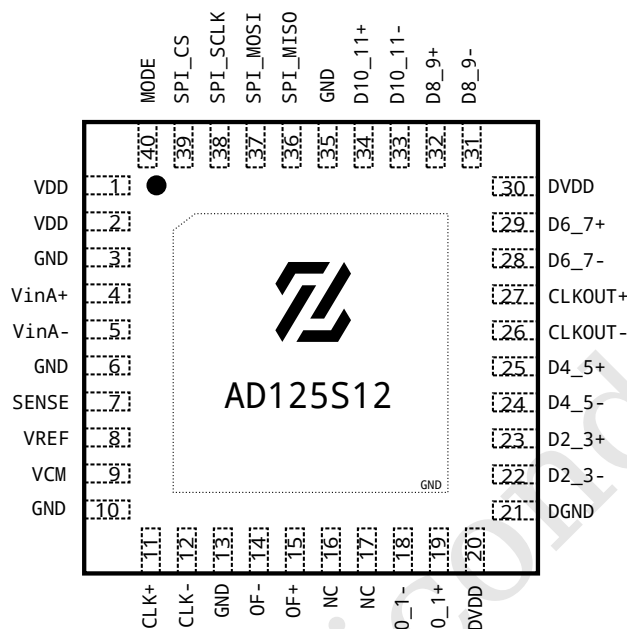 MODE
SPI_CS
SPI_SCLK
SPI_MOSI
SPI_MISO
GND
D10_11+
D10_11-
D8_9+
D8_9-
40
39
38
37
36
35
34
33
32
31
VDD 1
VDD 2
GND 3
VinA+ 4
VinA- 5
GND 6
SENSE 7
VREF 8
VCM 9
GND 10
AD125S12
GND
30 DVDD
29 D6_7+
28 D6_7-
27 CLKOUT+
26 CLKOUT-
25 D4_5+
24 D4_5-
23 D2_3+
22 D2_3-
21 DGND
11
12
13
14
15
16
17
18
19
20
CLK+
CLK-
GND
OF-
OF+
NC
NC
0_1-
0_1+
DVDD
icond